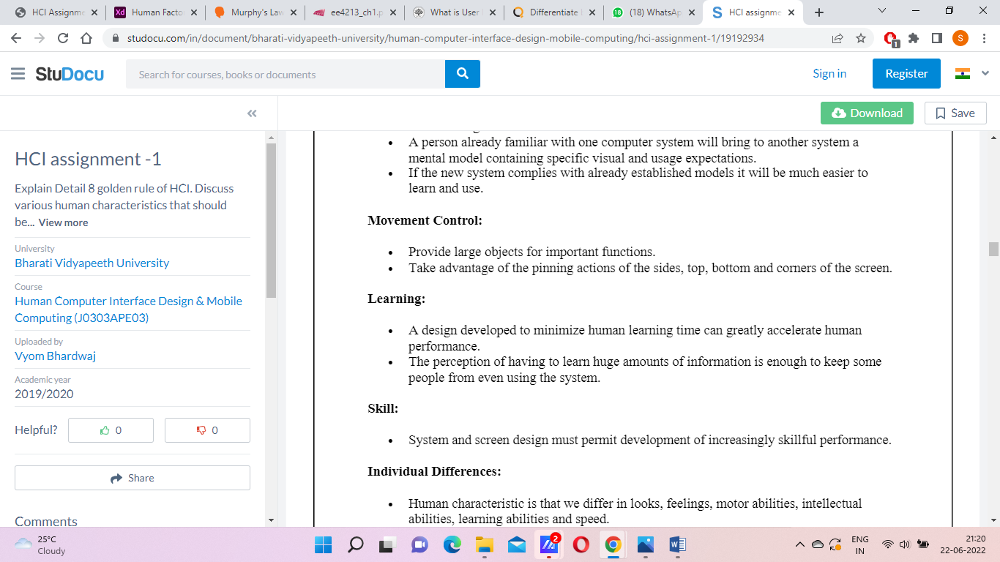 HCI Assignme
Human Facto
Murphy's Law
ee4213_ch1.p
What is User
Differentiate
(18) WhatsAp
HCI assignme
studocu.com/in/document/bharati-vidyapeeth-university/human-computer-interface-design-mobile-computing/hci-assignment-1/19192934
StuDocu
Search for courses, books or documents
Sign in
Register
Download
Save
HCI assignment -1
Explain Detail 8 golden rule of HCI. Discuss
various human characteristics that should
be... View more
University
Bharati Vidyapeeth University
Course
Human Computer Interface Design & Mobile
Computing (J0303APE03)
Uploaded by
Vyom Bhardwaj
Academic year
2019/2020
Helpful?
0
0
Share
Comments
• A person already familiar with one computer system will bring to another system a
mental model containing specific visual and usage expectations.
• If the new system complies with already established models it will be much easier to
learn and use.
Movement Control:
• Provide large objects for important functions.
• Take advantage of the pinning actions of the sides, top, bottom and corners of the screen.
Learning:
• A design developed to minimize human learning time can greatly accelerate human
performance.
• The perception of having to learn huge amounts of information is enough to keep some
people from even using the system.
Skill:
• System and screen design must permit development of increasingly skillful performance.
Individual Differences:
• Human characteristic is that we differ in looks, feelings, motor abilities, intellectual
abilities, learning abilities and speed.
25°C
Cloudy
2
ENG
IN
21:20
22-06-2022